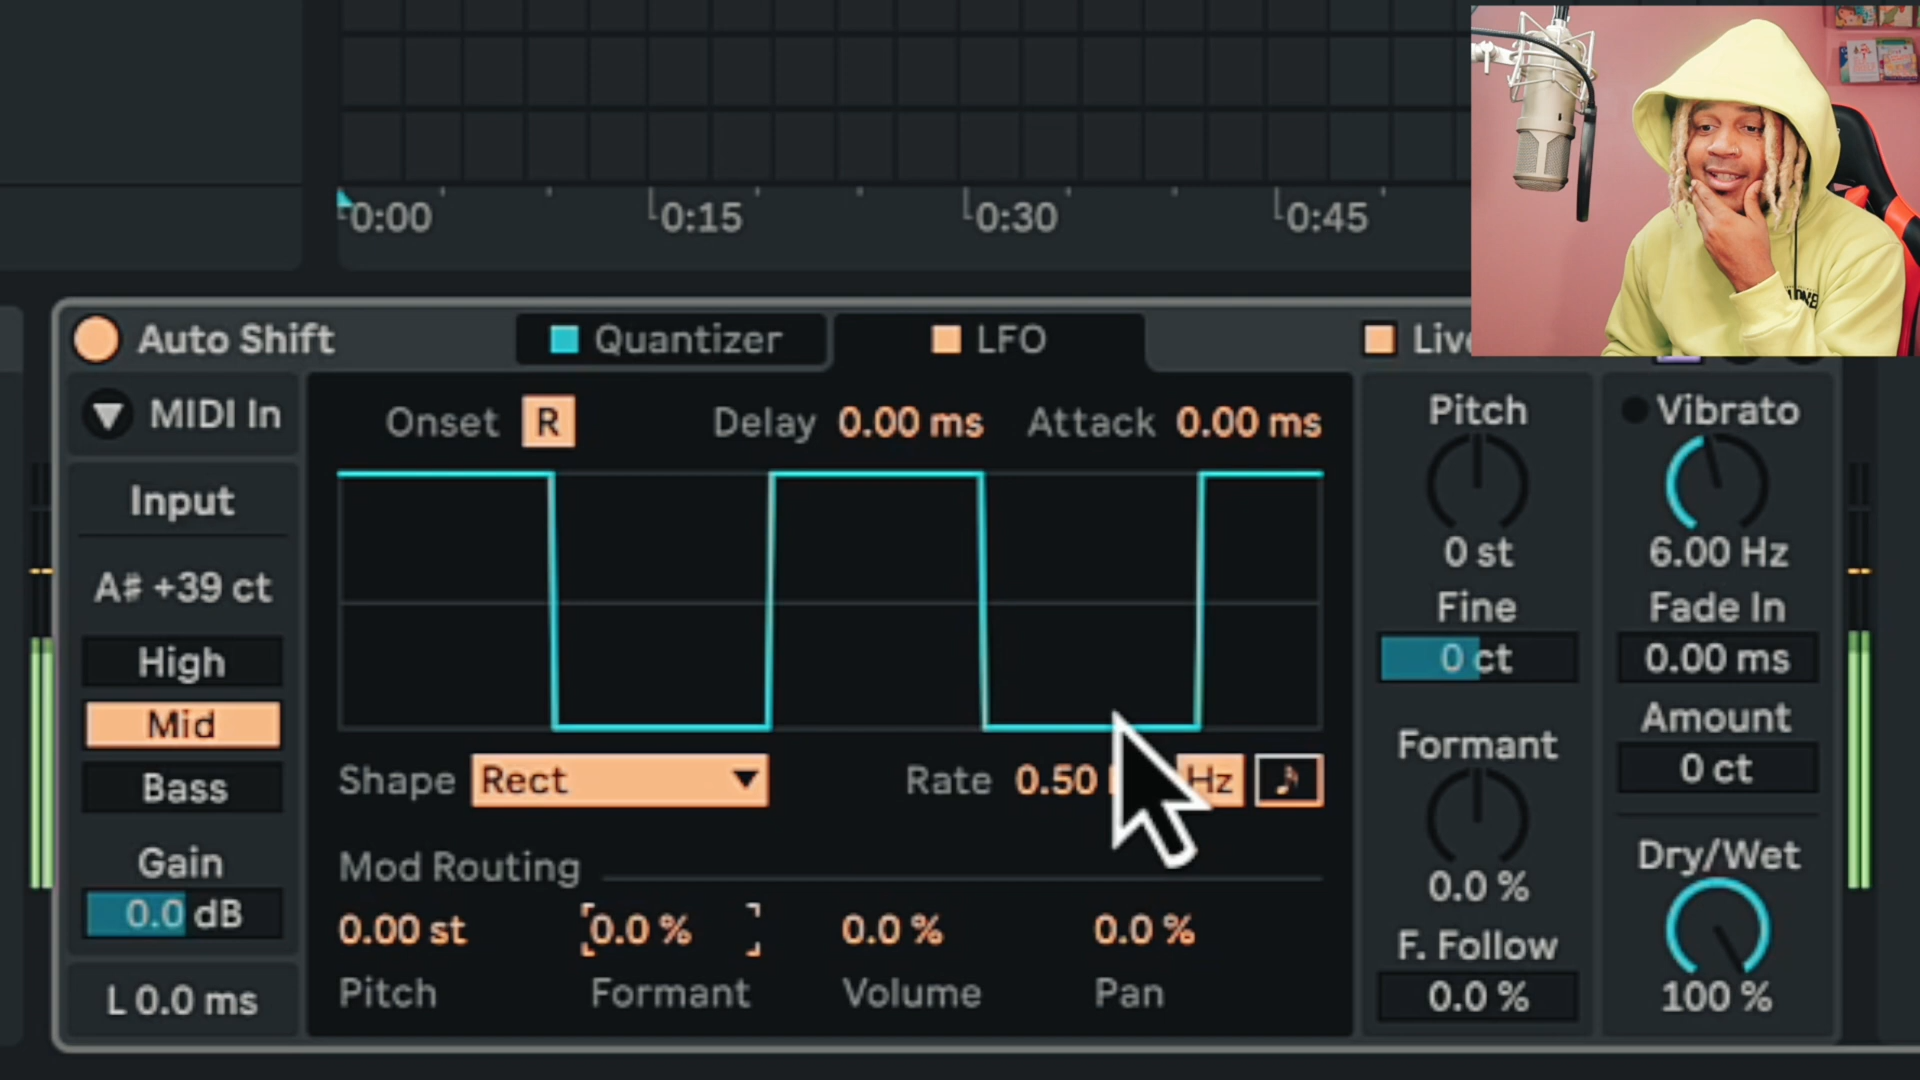 0:00 0:15 0:30 0:45
Auto Shift Quantizer LFO Live
MIDI In
Onset R Delay 0.00 ms Attack 0.00 ms
Input
A# +39 ct
High
Mid
Bass
Gain
0.0 dB
L 0.0 ms
Shape Rect Rate 0.50 Hz
Mod Routing
0.00 st 0.0 % 0.0 % 0.0 %
Pitch Formant Volume Pan
Pitch
0 st
Fine
0 ct
Formant
0.0 %
F. Follow
0.0 %
Vibrato
6.00 Hz
Fade In
0.00 ms
Amount
0 ct
Dry/Wet
100 %